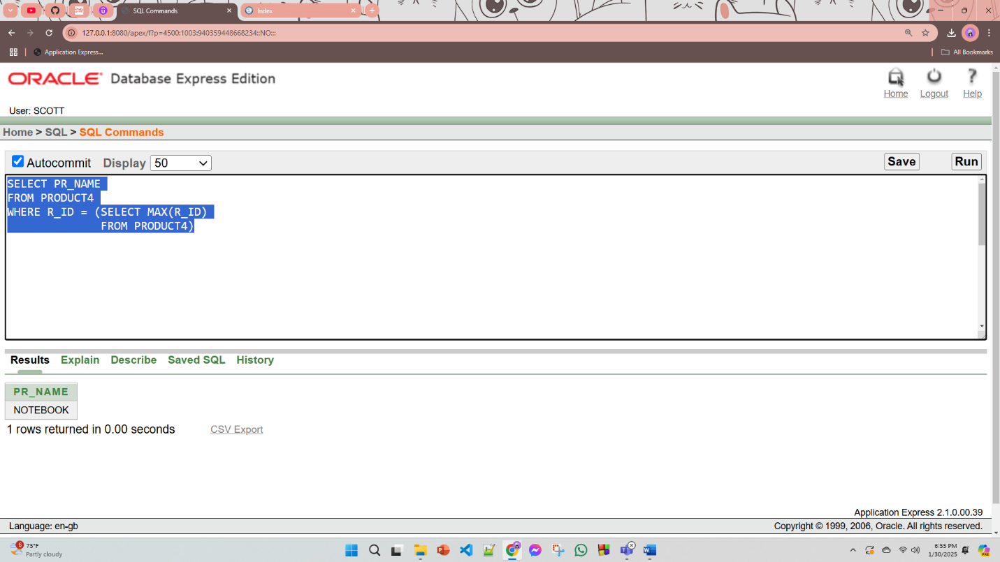 SQL Commands
Index
127.0.0.1:8080/apex/f?p=4500:1003:940359448668234::NO:::
Application Express...
All Bookmarks
ORACLE Database Express Edition
Home
Logout
Help
User: SCOTT
Home > SQL > SQL Commands
Autocommit Display 50
Save
Run
SELECT PR_NAME
FROM PRODUCT4
WHERE R_ID = (SELECT MAX(R_ID)
FROM PRODUCT4)
Results Explain Describe Saved SQL History
PR_NAME
NOTEBOOK
1 rows returned in 0.00 seconds CSV Export
Application Express 2.1.0.00.39
Language: en-gb
Copyright © 1999, 2006, Oracle. All rights reserved.
6
75°F
Partly cloudy
6:55 PM
1/30/2025
PRE